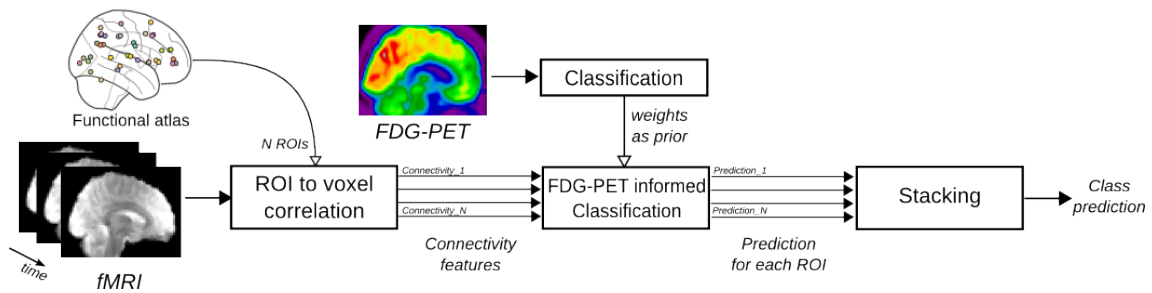 Functional atlas
FDG-PET
Classification
weights
as prior
N ROIs
ROI to voxel
correlation
Connectivity_1
Connectivity_N
FDG-PET informed
Classification
Prediction_1
Prediction_N
Stacking
Class
prediction
Connectivity
features
Prediction
for each ROI
time
fMRI